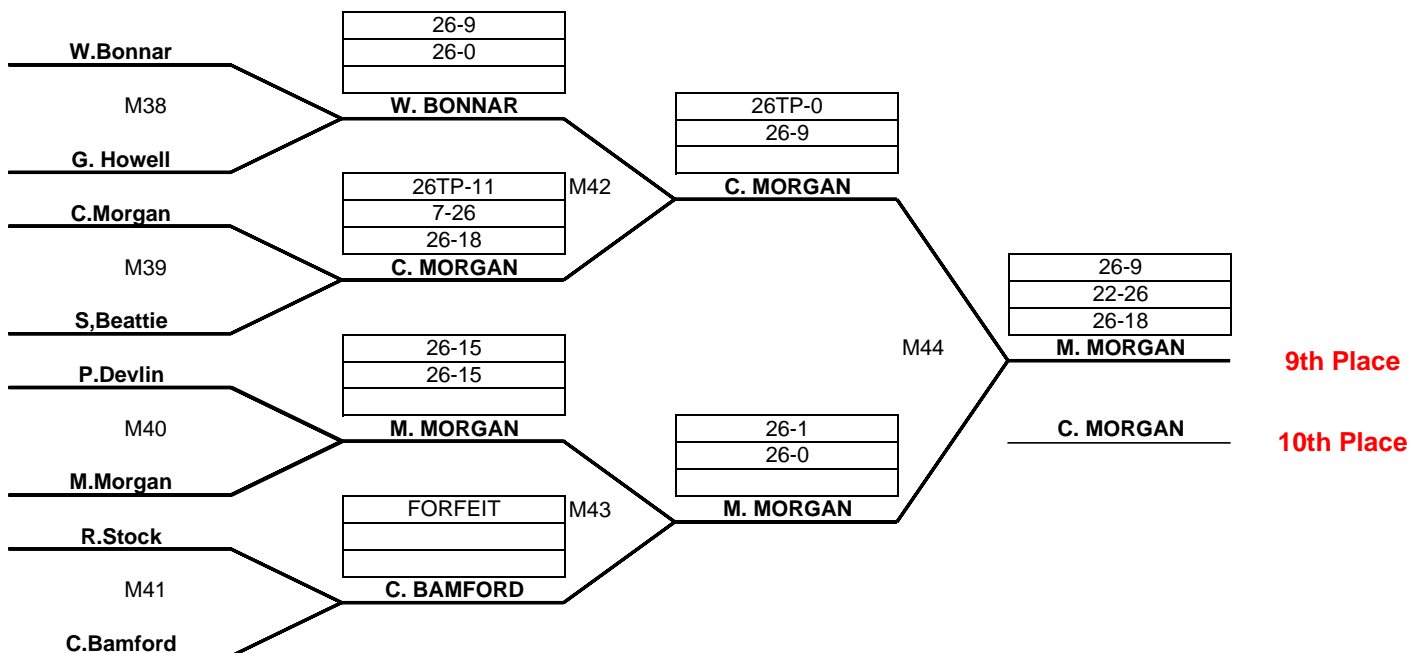 26-9
W.Bonnar
26-0
M38
W. BONNAR
26TP-0
26-9
G. Howell
26TP-11
M42
C. MORGAN
C.Morgan
7-26
26-18
M39
C. MORGAN
26-9
22-26
S,Beattie
26-18
26-15
M44
M. MORGAN
9th Place
P.Devlin
26-15
M40
M. MORGAN
26-1
C. MORGAN
10th Place
26-0
M.Morgan
FORFEIT
M43
M. MORGAN
R.Stock
M41
C. BAMFORD
C.Bamford